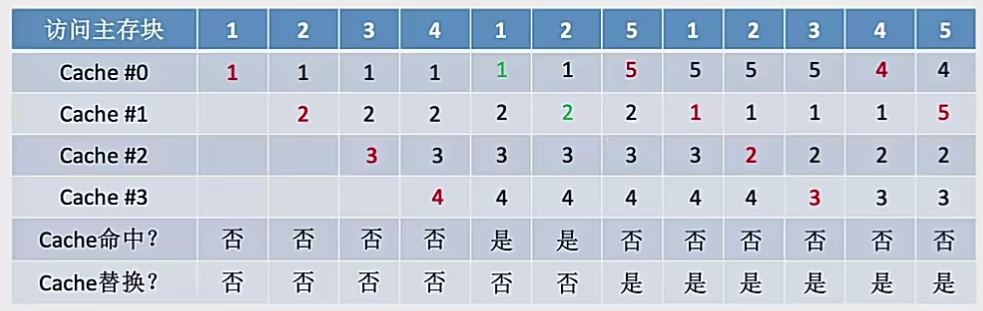 访问主存块 1 2 3 4 1 2 5 1 2 3 4 5
Cache #0 1 1 1 1 1 1 5 5 5 5 4 4
Cache #1 2 2 2 2 2 2 1 1 1 1 5
Cache #2 3 3 3 3 3 3 2 2 2 2
Cache #3 4 4 4 4 4 4 3 3 3
Cache命中? 否 否 否 否 是 是 否 否 否 否 否 否
Cache替换? 否 否 否 否 否 否 是 是 是 是 是 是